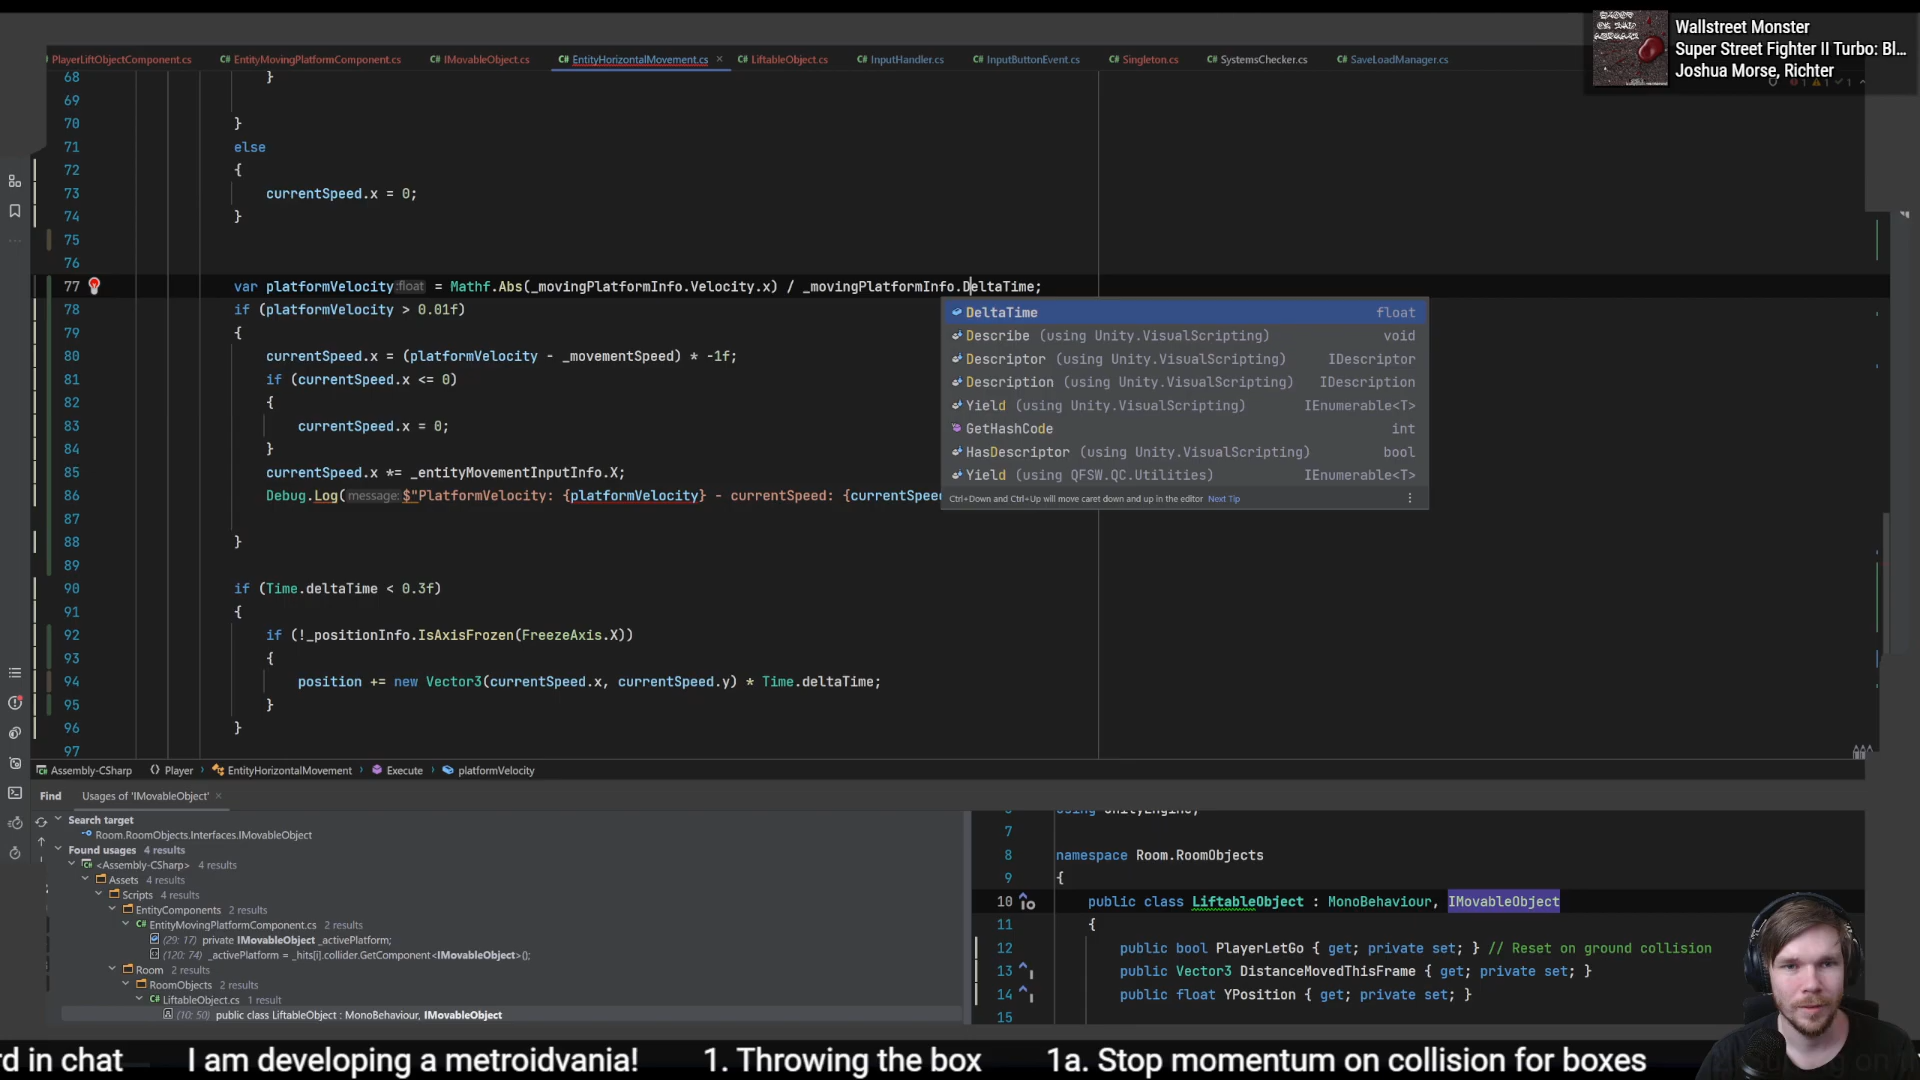 Wallstreet Monster
Super Street Fighter II Turbo: Bl...
Joshua Morse, Richter
PlayerLiftObjectComponent.cs
C# EntityMovingPlatformComponent.cs
C# IMovableObject.cs
C# EntityHorizontalMovement.cs ×
C# LiftableObject.cs
C# InputHandler.cs
C# InputButtonEvent.cs
C# Singleton.cs
C# SystemsChecker.cs
C# SaveLoadManager.cs
68 }
69
70 }
71 else
72 {
73 currentSpeed.x = 0;
74 }
75
76
77 var platformVelocity :float = Mathf.Abs(_movingPlatformInfo.Velocity.x) / _movingPlatformInfo.DeltaTime;
78 if (platformVelocity > 0.01f)
79 {
80 currentSpeed.x = (platformVelocity - _movementSpeed) * -1f;
81 if (currentSpeed.x <= 0)
82 {
83 currentSpeed.x = 0;
84 }
85 currentSpeed.x *= _entityMovementInputInfo.X;
86 Debug.Log( message: $"PlatformVelocity: {platformVelocity} - currentSpeed: {currentSpee
87
88 }
89
90 if (Time.deltaTime < 0.3f)
91 {
92 if (!_positionInfo.IsAxisFrozen(FreezeAxis.X))
93 {
94 position += new Vector3(currentSpeed.x, currentSpeed.y) * Time.deltaTime;
95 }
96 }
97
DeltaTime float
Describe (using Unity.VisualScripting) void
Descriptor (using Unity.VisualScripting) IDescriptor
Description (using Unity.VisualScripting) IDescription
Yield (using Unity.VisualScripting) IEnumerable<T>
GetHashCode int
HasDescriptor (using Unity.VisualScripting) bool
Yield (using QFSW.QC.Utilities) IEnumerable<T>
Ctrl+Down and Ctrl+Up will move caret down and up in the editor Next Tip
Assembly-CSharp
Player
EntityHorizontalMovement
Execute
platformVelocity
Find Usages of 'IMovableObject' ×
Search target
Room.RoomObjects.Interfaces.IMovableObject
Found usages 4 results
<Assembly-CSharp> 4 results
Assets 4 results
Scripts 4 results
EntityComponents 2 results
C# EntityMovingPlatformComponent.cs 2 results
(29: 17) private IMovableObject _activePlatform;
(120: 74) _activePlatform = _hits[i].collider.GetComponent<IMovableObject>();
Room 2 results
RoomObjects 2 results
C# LiftableObject.cs 1 result
(10: 50) public class LiftableObject : MonoBehaviour, IMovableObject
7
8 namespace Room.RoomObjects
9 {
10 public class LiftableObject : MonoBehaviour, IMovableObject
11 {
12 public bool PlayerLetGo { get; private set; } // Reset on ground collision
13 public Vector3 DistanceMovedThisFrame { get; private set; }
14 public float YPosition { get; private set; }
15
rd in chat I am developing a metroidvania! 1. Throwing the box 1a. Stop momentum on collision for boxes